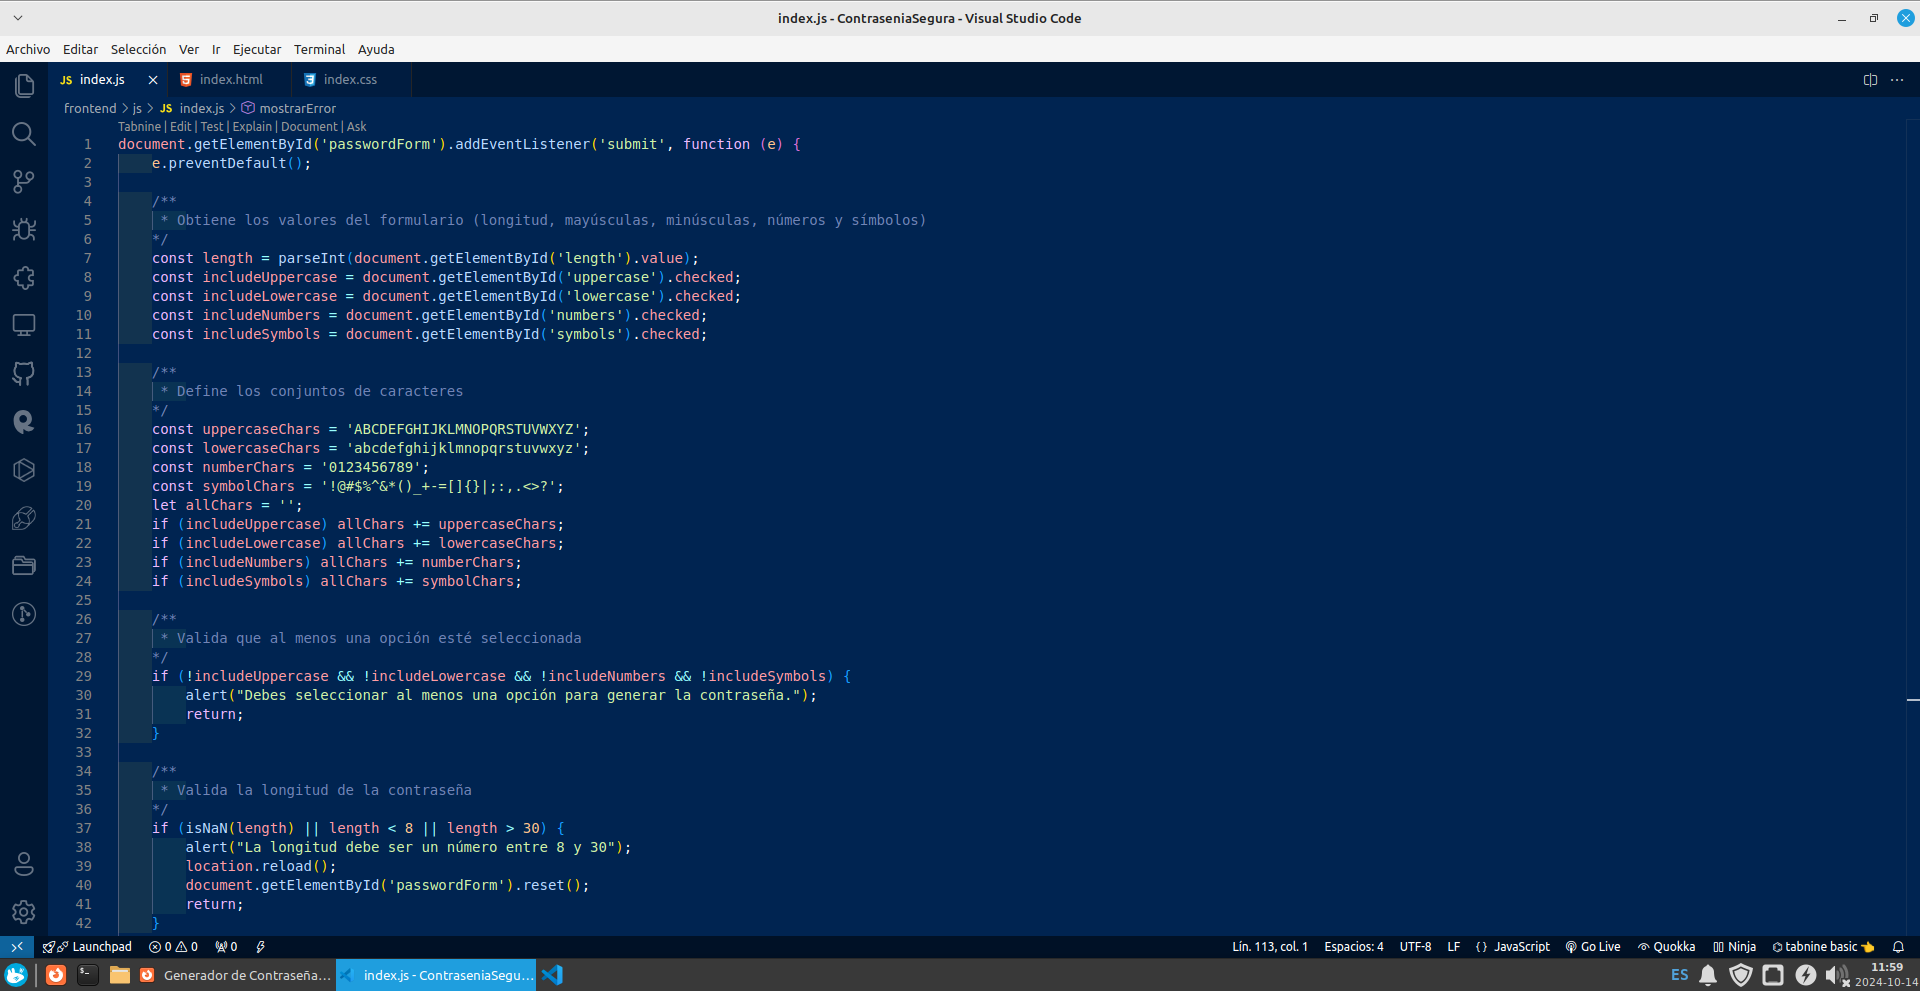 index.js - ContraseniaSegura - Visual Studio Code
Archivo Editar Selección Ver Ir Ejecutar Terminal Ayuda
JS index.js index.html index.css
frontend > js > JS index.js > mostrarError
Tabnine | Edit | Test | Explain | Document | Ask
1 document.getElementById('passwordForm').addEventListener('submit', function (e) {
2 e.preventDefault();
3
4 /**
5 * Obtiene los valores del formulario (longitud, mayúsculas, minúsculas, números y símbolos)
6 */
7 const length = parseInt(document.getElementById('length').value);
8 const includeUppercase = document.getElementById('uppercase').checked;
9 const includeLowercase = document.getElementById('lowercase').checked;
10 const includeNumbers = document.getElementById('numbers').checked;
11 const includeSymbols = document.getElementById('symbols').checked;
12
13 /**
14 * Define los conjuntos de caracteres
15 */
16 const uppercaseChars = 'ABCDEFGHIJKLMNOPQRSTUVWXYZ';
17 const lowercaseChars = 'abcdefghijklmnopqrstuvwxyz';
18 const numberChars = '0123456789';
19 const symbolChars = '!@#$%^&*()_+-=[]{}|;:,.<>?';
20 let allChars = '';
21 if (includeUppercase) allChars += uppercaseChars;
22 if (includeLowercase) allChars += lowercaseChars;
23 if (includeNumbers) allChars += numberChars;
24 if (includeSymbols) allChars += symbolChars;
25
26 /**
27 * Valida que al menos una opción esté seleccionada
28 */
29 if (!includeUppercase && !includeLowercase && !includeNumbers && !includeSymbols) {
30 alert("Debes seleccionar al menos una opción para generar la contraseña.");
31 return;
32 }
33
34 /**
35 * Valida la longitud de la contraseña
36 */
37 if (isNaN(length) || length < 8 || length > 30) {
38 alert("La longitud debe ser un número entre 8 y 30");
39 location.reload();
40 document.getElementById('passwordForm').reset();
41 return;
42 }
Launchpad 0 0 0 Lín. 113, col. 1 Espacios: 4 UTF-8 LF {} JavaScript Go Live Quokka Ninja tabnine basic 👈
Generador de Contraseña... index.js - ContraseniaSegu... ES 11:59
2024-10-14